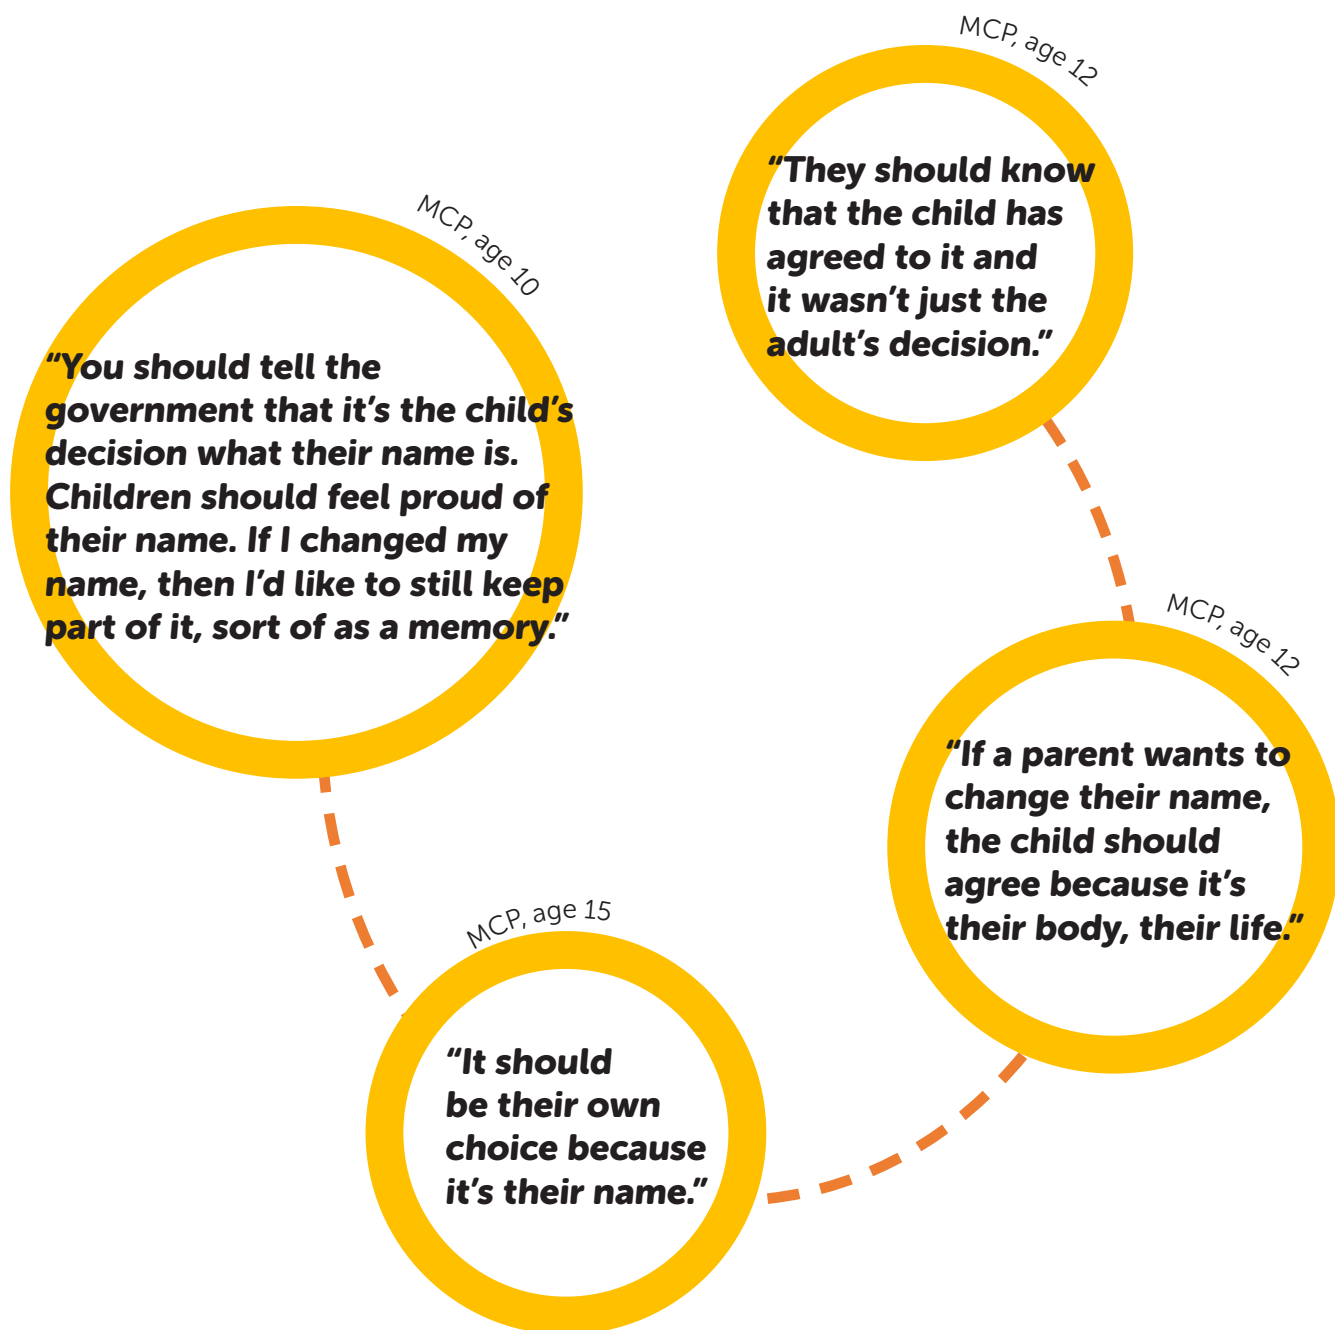 MCP, age 12
“They should know
that the child has
agreed to it and
it wasn’t just the
adult’s decision.”
MCP, age 10
“You should tell the
government that it’s the child’s
decision what their name is.
Children should feel proud of
their name. If I changed my
name, then I’d like to still keep
part of it, sort of as a memory.”
MCP, age 12
“If a parent wants to
change their name,
the child should
agree because it’s
their body, their life.”
MCP, age 15
“It should
be their own
choice because
it’s their name.”